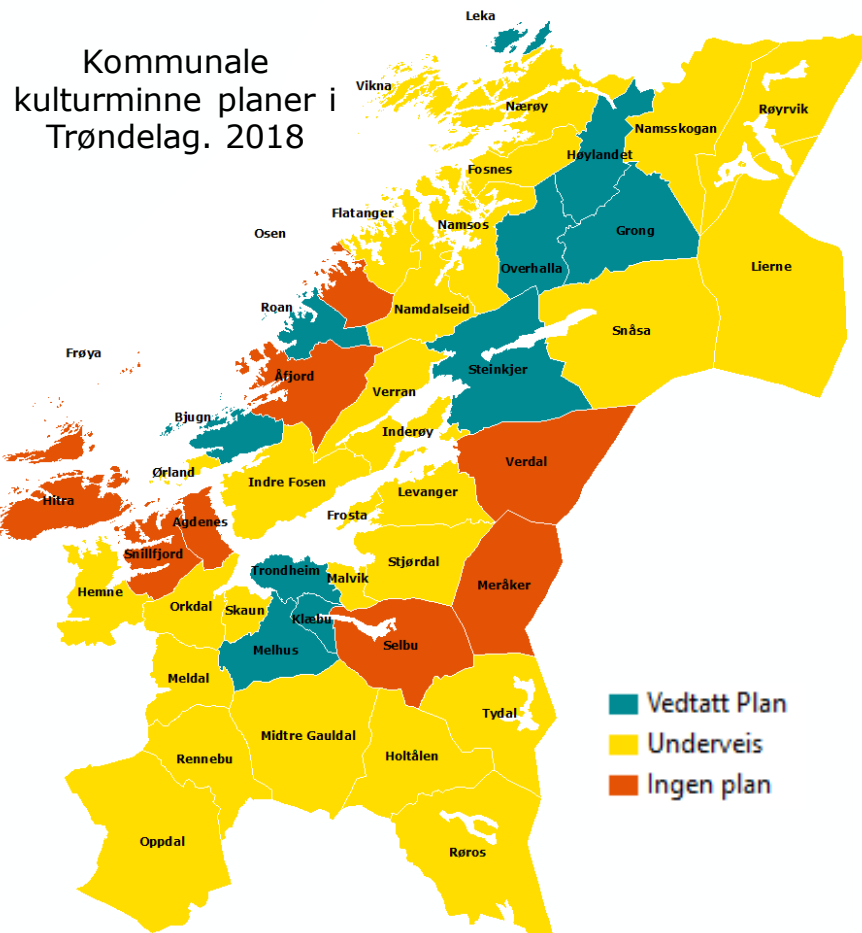 Kommunale
kulturminne planer i
Trøndelag. 2018
Leka
Vikna
Nærøy
Røyrvik
Namsskogan
Høylandet
Fosnes
Flatanger
Namsos
Grong
Osen
Lierne
Overhalla
Roan
Namdalseid
Snåsa
Frøya
Steinkjer
Åfjord
Verran
Bjugn
Inderøy
Verdal
Ørland
Indre Fosen
Levanger
Hitra
Frosta
Agdenes
Snillfjord
Stjørdal
Trondheim
Malvik
Meråker
Hemne
Orkdal
Skaun
Klæbu
Selbu
Melhus
Meldal
Tydal
Midtre Gauldal
Rennebu
Holtålen
Oppdal
Røros
Vedtatt Plan
Underveis
Ingen plan